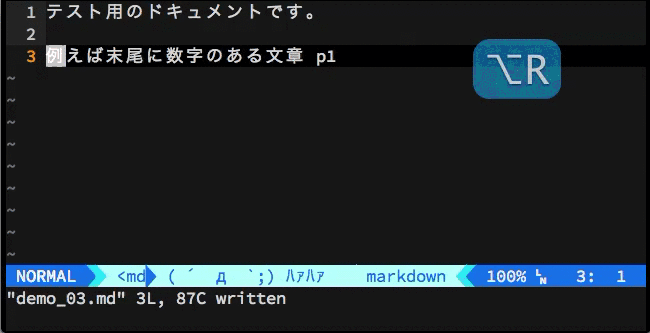 1 テスト用のドキュメントです。
2
3 例えば末尾に数字のある文章 p1
⌥R
~
~
~
~
~
~
~
~
~
NORMAL <md ( ´ д `;) ﾊｧﾊｧ markdown 100% ␤ 3: 1
"demo_03.md" 3L, 87C written